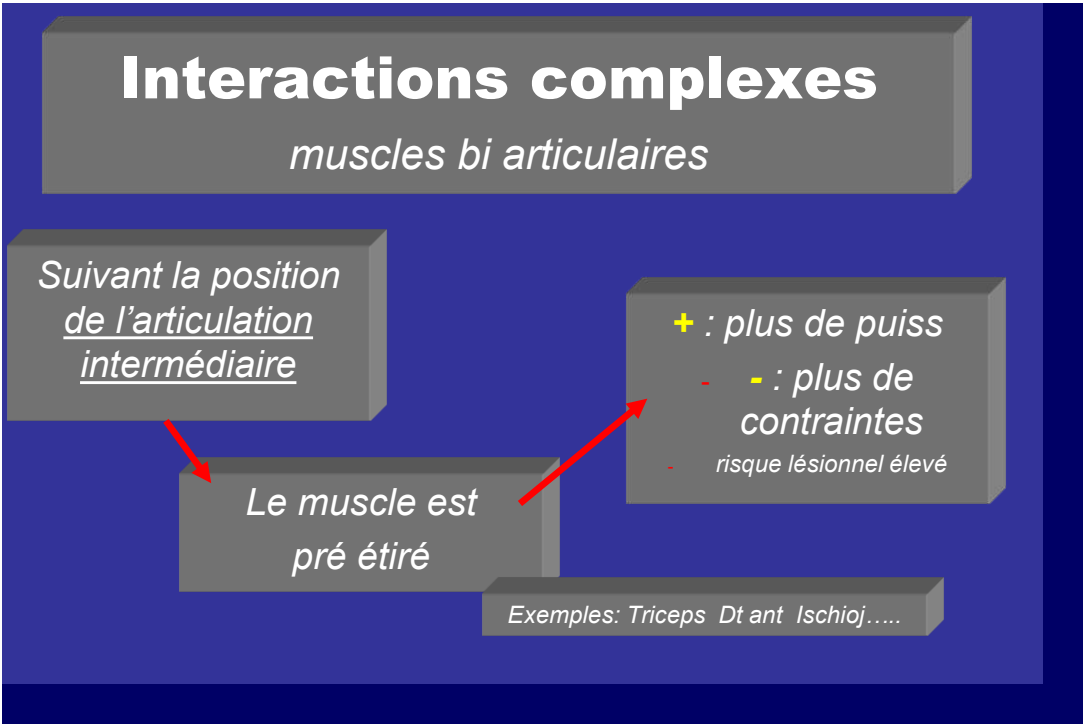 Interactions complexes
muscles bi articulaires
Suivant la position
de l'articulation
intermédiaire
Le muscle est
pré étiré
+ : plus de puiss
- - : plus de
contraintes
- risque lésionnel élevé
Exemples: Triceps Dt ant Ischioj…..